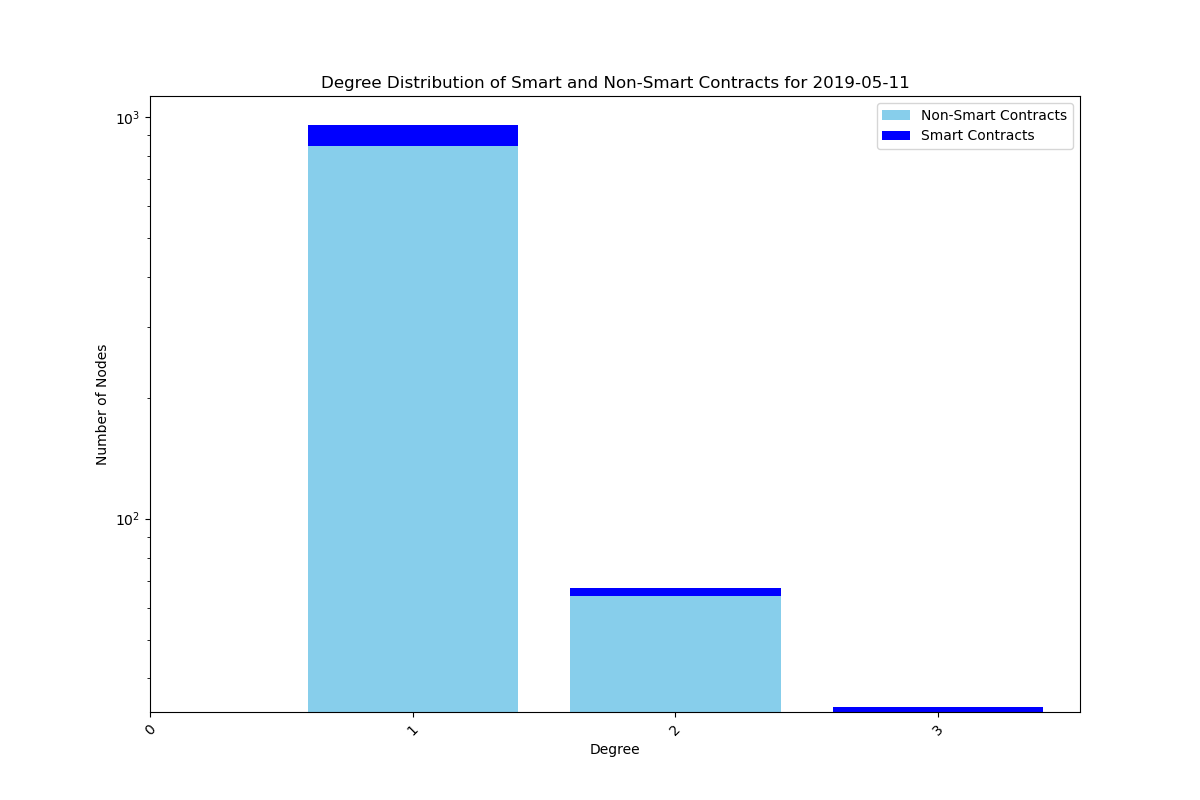 Degree Distribution of Smart and Non-Smart Contracts for 2019-05-11
Non-Smart Contracts
Smart Contracts
10³
10²
Number of Nodes
0
1
2
3
Degree